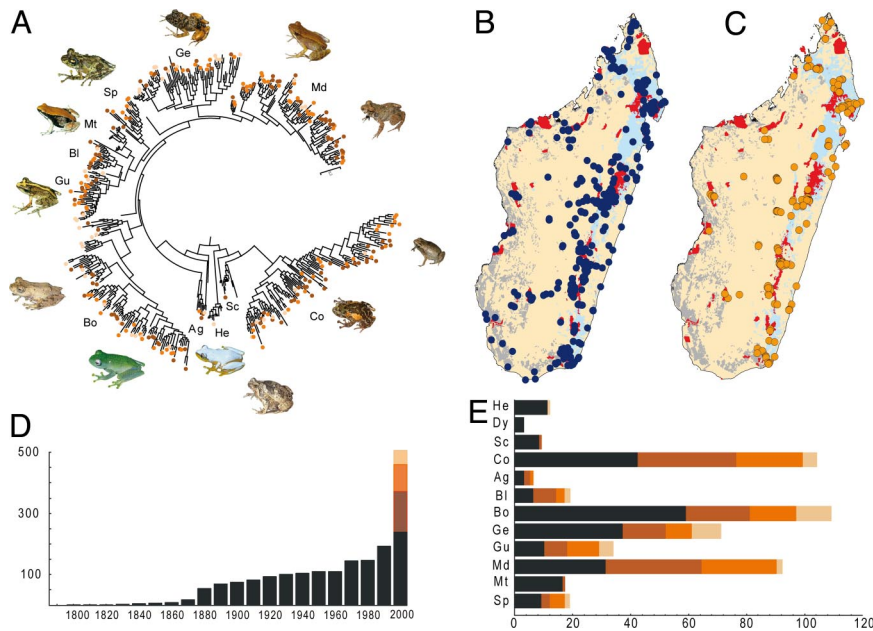 A
B
C
Ge
Md
Sp
Mt
Bl
Gu
Sc
Ag
He
Co
Bo
D
500
300
100
1800 1820 1840 1860 1880 1900 1920 1940 1960 1980 2000
E
He
Dy
Sc
Co
Ag
Bl
Bo
Ge
Gu
Md
Mt
Sp
0 20 40 60 80 100 120